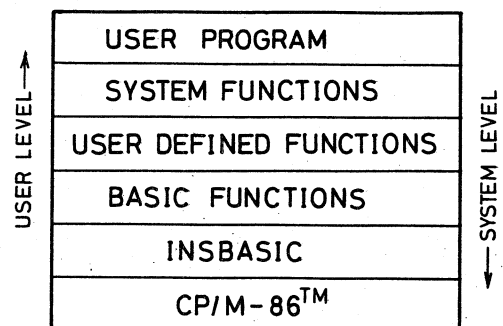 USER PROGRAM
SYSTEM FUNCTIONS
USER DEFINED FUNCTIONS
BASIC FUNCTIONS
INSBASIC
CP/M-86TM
USER LEVEL
SYSTEM LEVEL